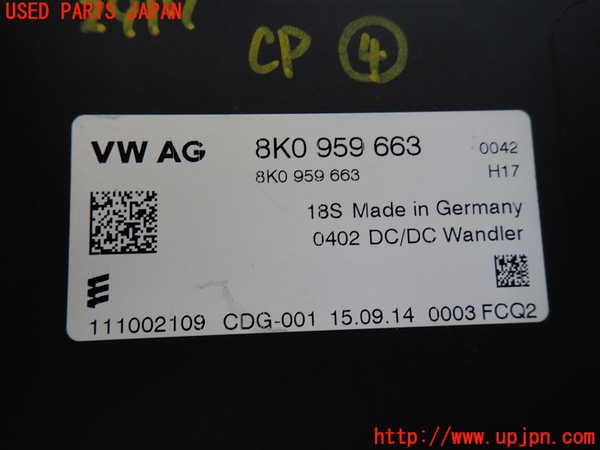 USED PARTS JAPAN
CP ④
VW AG 8K0 959 663 0042
8K0 959 663 H17
18S Made in Germany
0402 DC/DC Wandler
111002109 CDG-001 15.09.14 0003 FCQ2
http://www.upjpn.com/